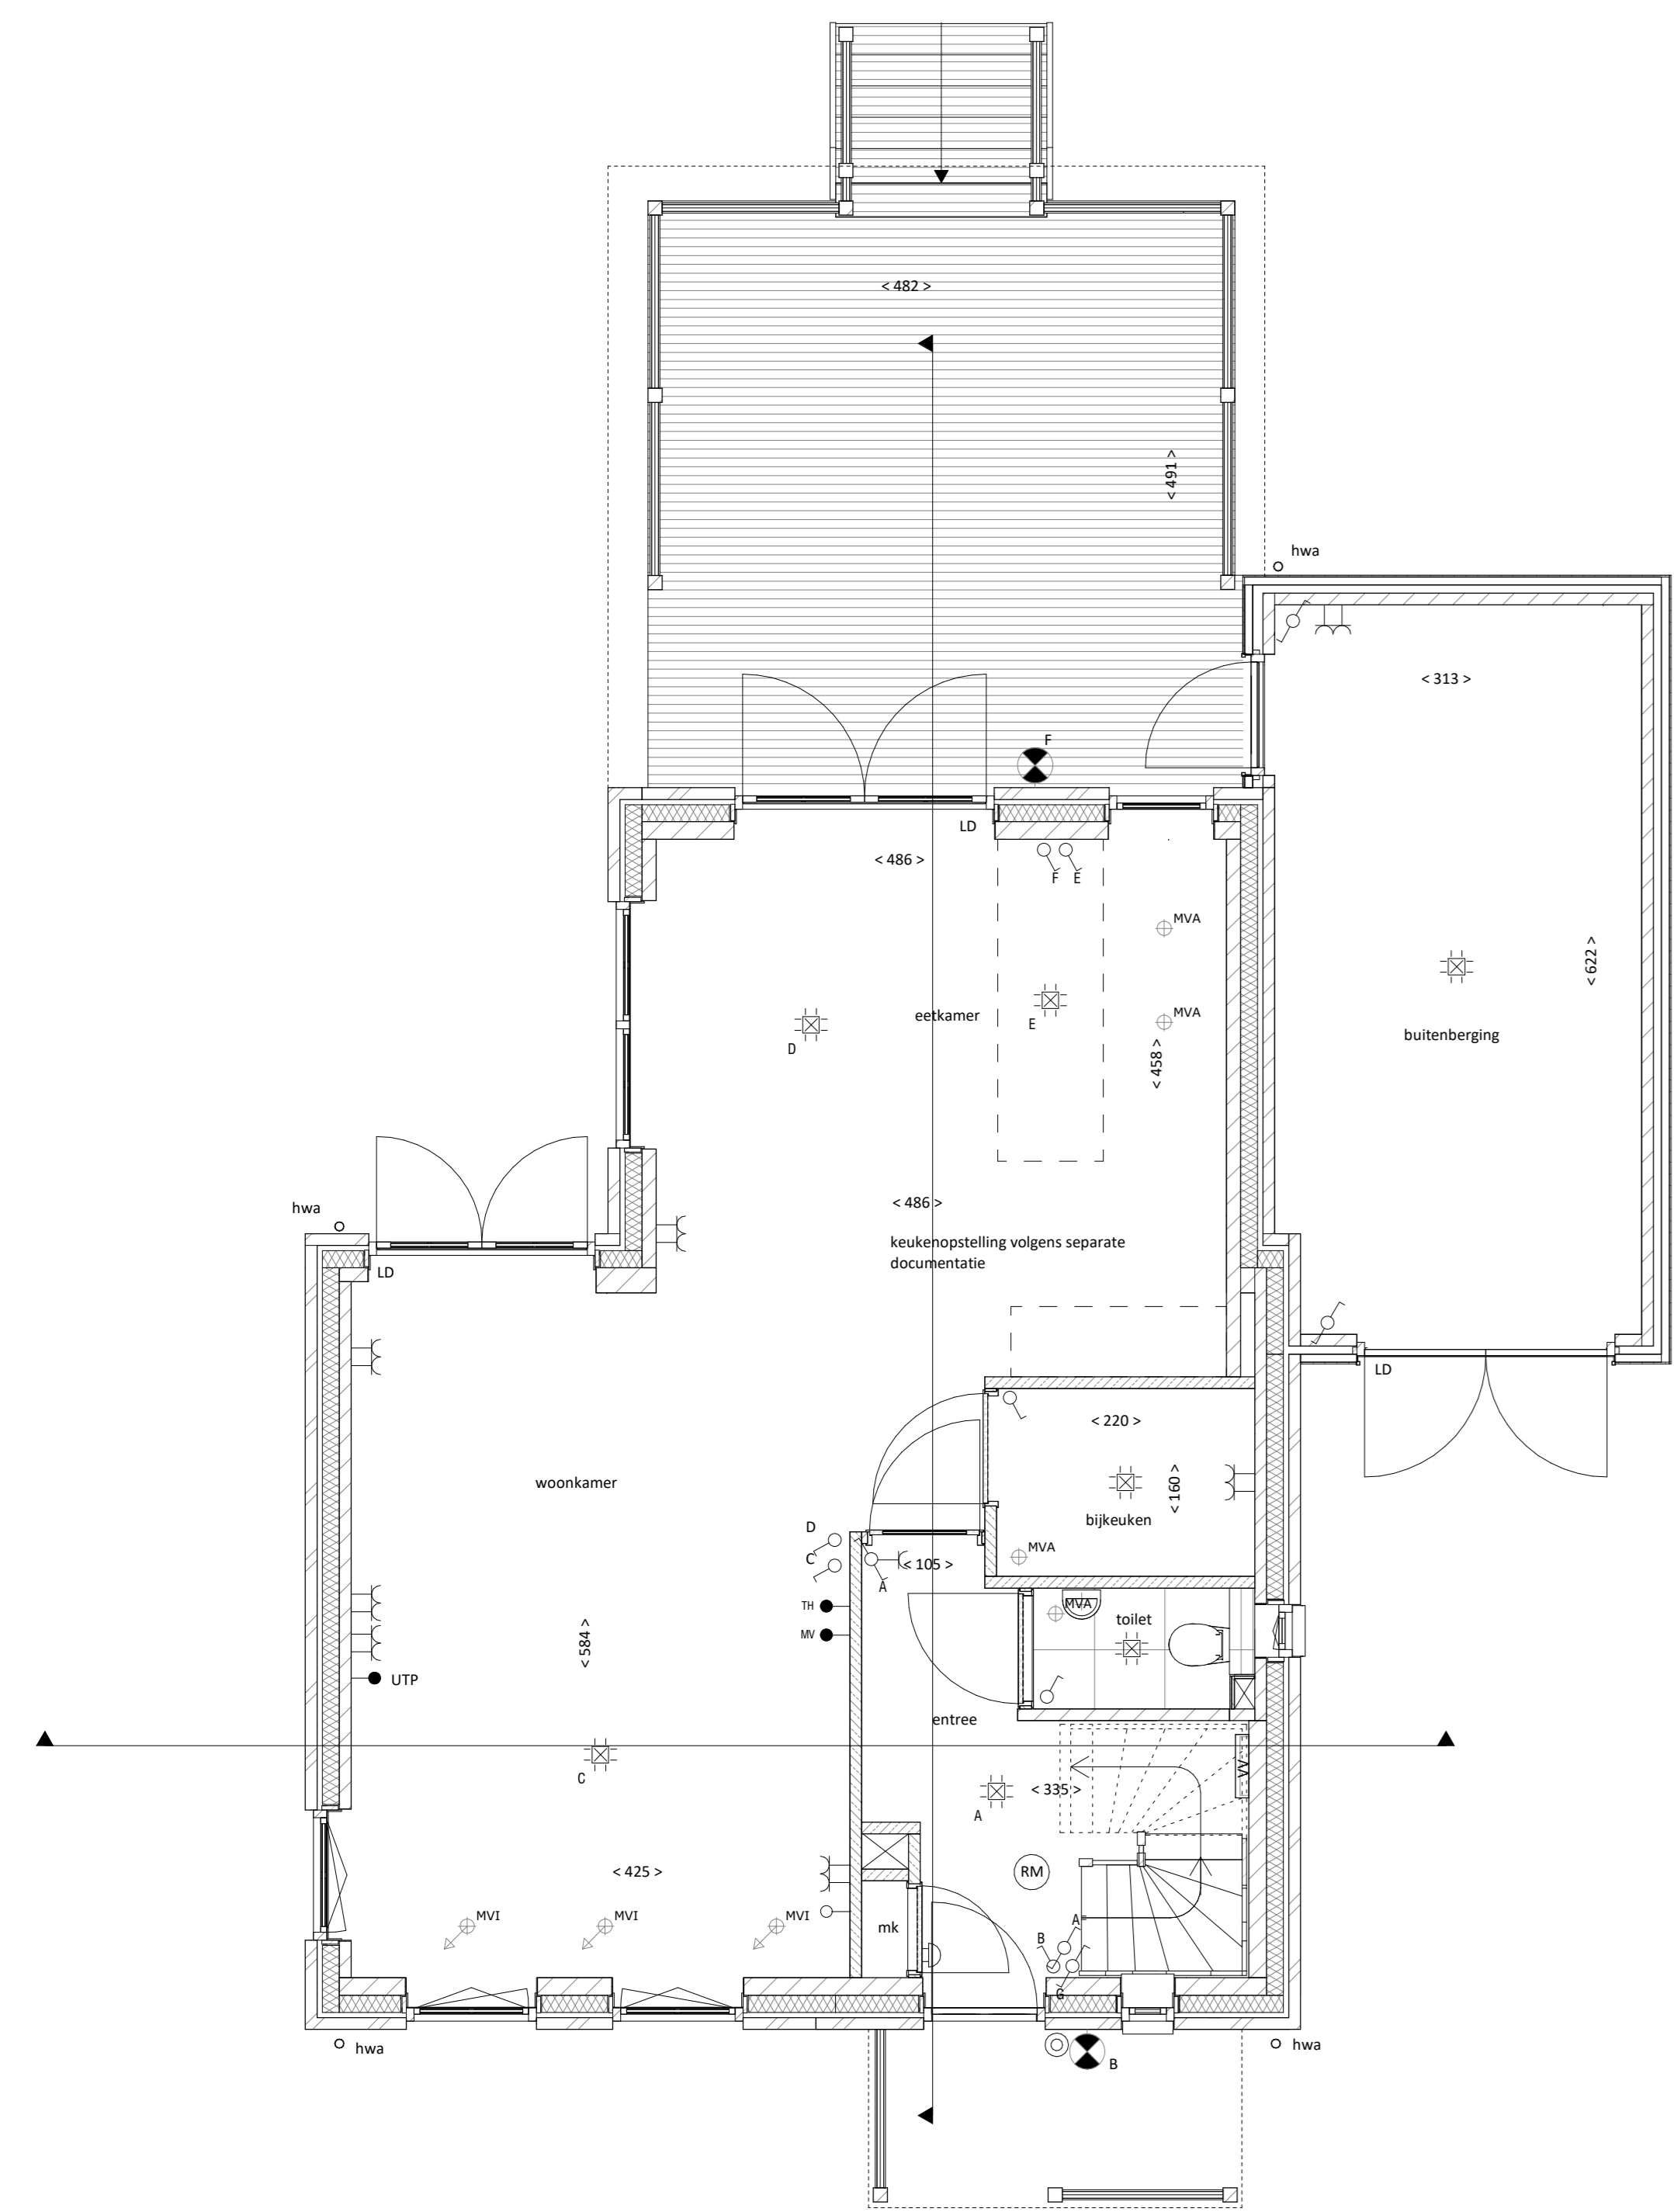 < 482 >
< 491 >
hwa
< 313 >
F
LD
< 486 >
F
E
MVA
< 622 >
eetkamer
E
MVA
D
buitenberging
< 458 >
< 486 >
hwa
keukenopstelling volgens separate
documentatie
LD
LD
< 220 >
woonkamer
< 160 >
bijkeuken
D
MVA
C
< 105 >
A
TH
MVA
toilet
MV
< 584 >
UTP
entree
C
VV
< 335 >
A
< 425 >
RM
MVI
MVI
MVI
mk
A
B
G
hwa
hwa
B